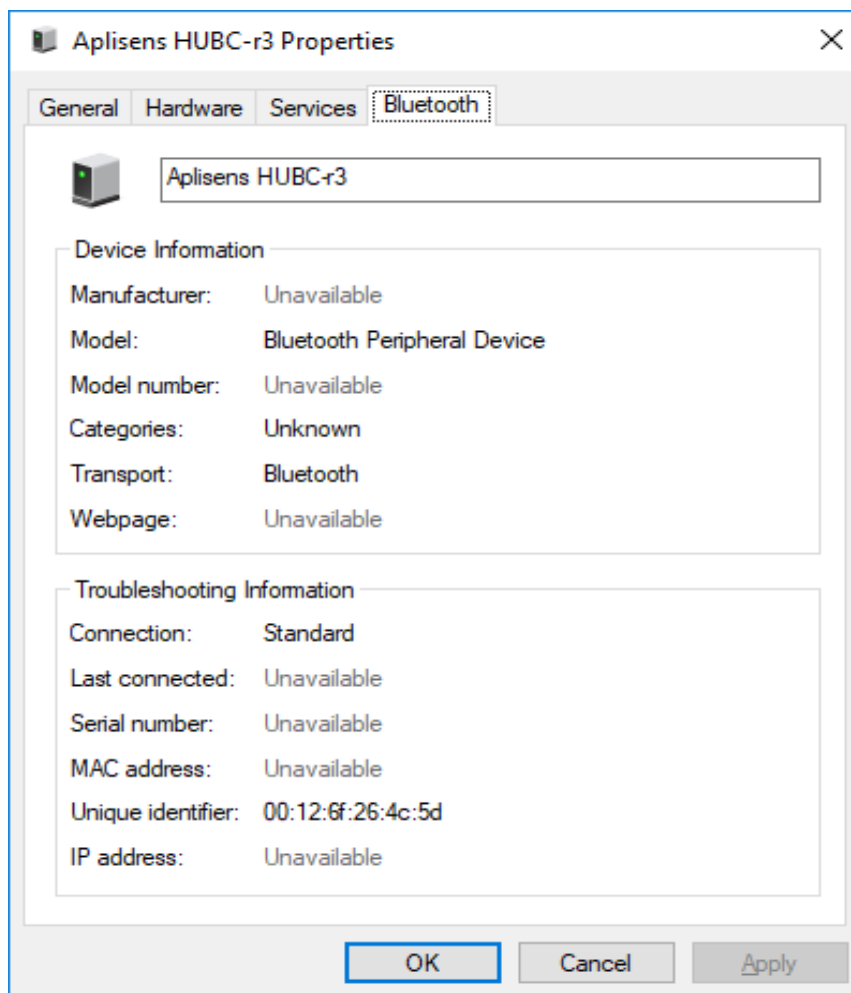 Aplisens HUBC-r3 Properties
General Hardware Services Bluetooth
Aplisens HUBC-r3
Device Information
Manufacturer: Unavailable
Model: Bluetooth Peripheral Device
Model number: Unavailable
Categories: Unknown
Transport: Bluetooth
Webpage: Unavailable
Troubleshooting Information
Connection: Standard
Last connected: Unavailable
Serial number: Unavailable
MAC address: Unavailable
Unique identifier: 00:12:6f:26:4c:5d
IP address: Unavailable
OK Cancel Apply